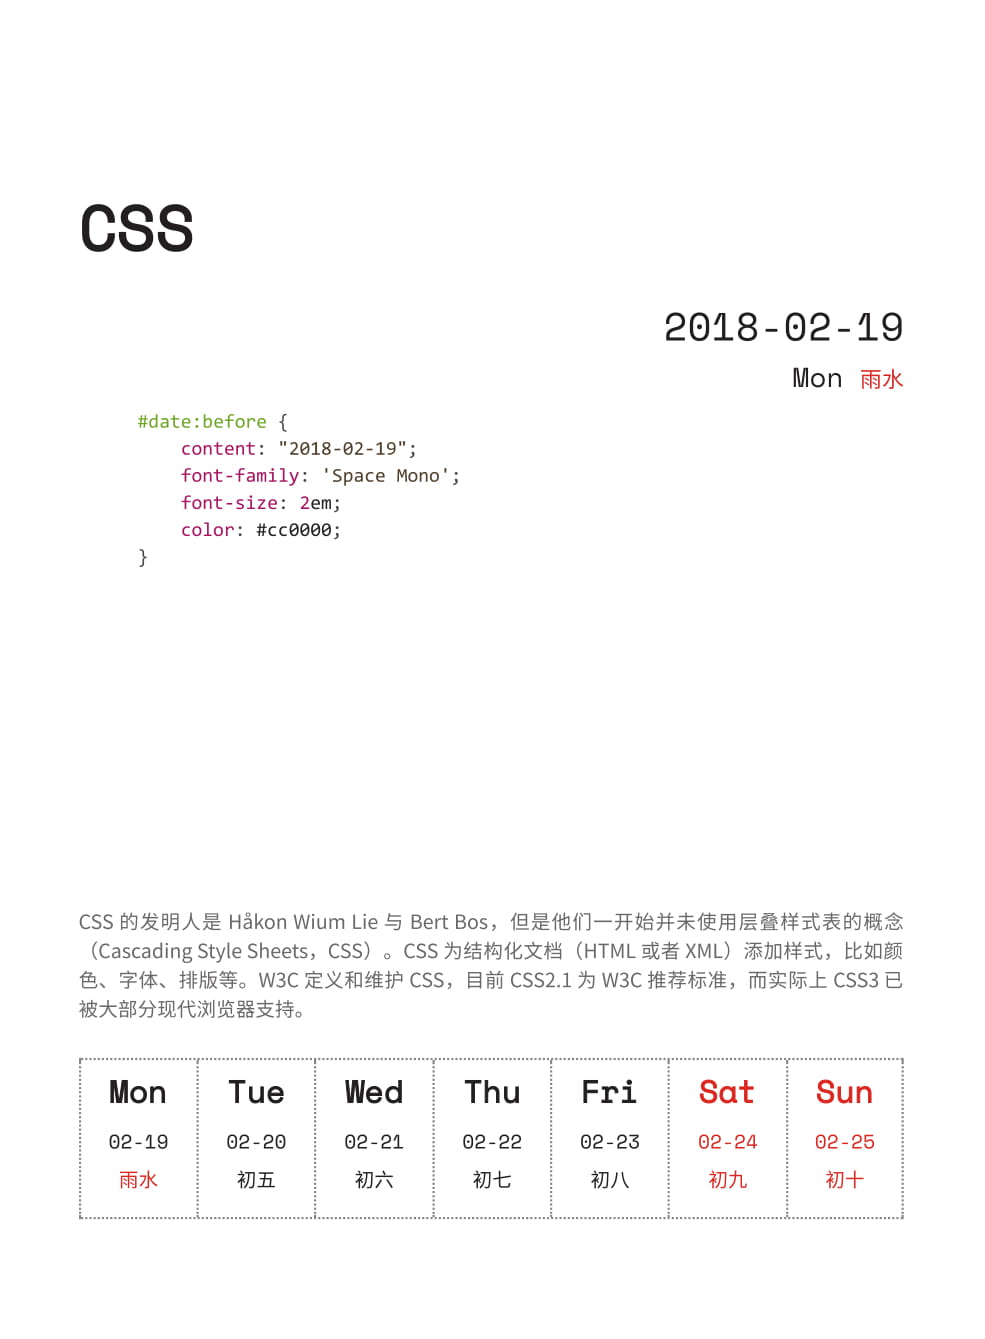 CSS
2018-02-19
Mon 雨水
#date:before {
    content: "2018-02-19";
    font-family: 'Space Mono';
    font-size: 2em;
    color: #cc0000;
}
CSS 的发明人是 Håkon Wium Lie 与 Bert Bos，但是他们一开始并未使用层叠样式表的概念
（Cascading Style Sheets，CSS）。CSS 为结构化文档（HTML 或者 XML）添加样式，比如颜
色、字体、排版等。W3C 定义和维护 CSS，目前 CSS2.1 为 W3C 推荐标准，而实际上 CSS3 已
被大部分现代浏览器支持。
Mon Tue Wed Thu Fri Sat Sun
02-19 02-20 02-21 02-22 02-23 02-24 02-25
雨水 初五 初六 初七 初八 初九 初十